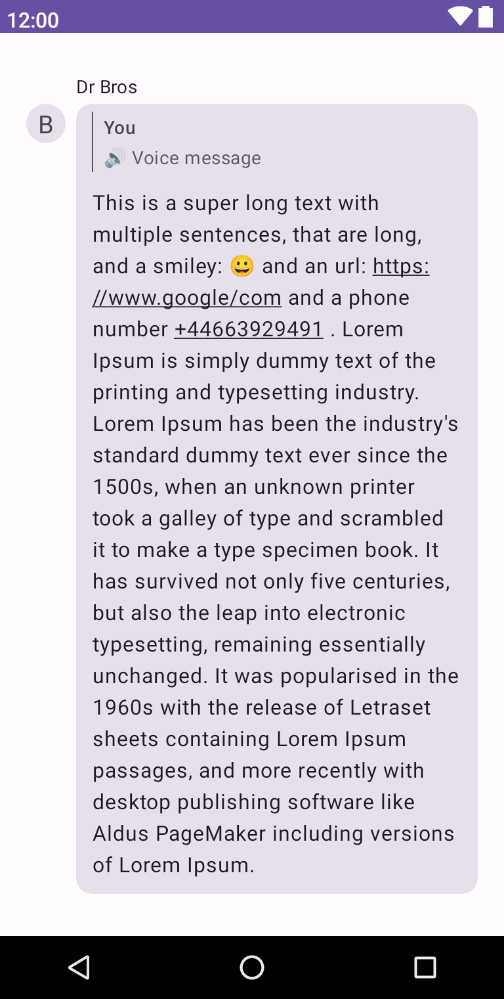 12:00
Dr Bros
B
You
🔊 Voice message
This is a super long text with
multiple sentences, that are long,
and a smiley: 😀 and an url: https:
//www.google/com and a phone
number +44663929491 . Lorem
Ipsum is simply dummy text of the
printing and typesetting industry.
Lorem Ipsum has been the industry's
standard dummy text ever since the
1500s, when an unknown printer
took a galley of type and scrambled
it to make a type specimen book. It
has survived not only five centuries,
but also the leap into electronic
typesetting, remaining essentially
unchanged. It was popularised in the
1960s with the release of Letraset
sheets containing Lorem Ipsum
passages, and more recently with
desktop publishing software like
Aldus PageMaker including versions
of Lorem Ipsum.